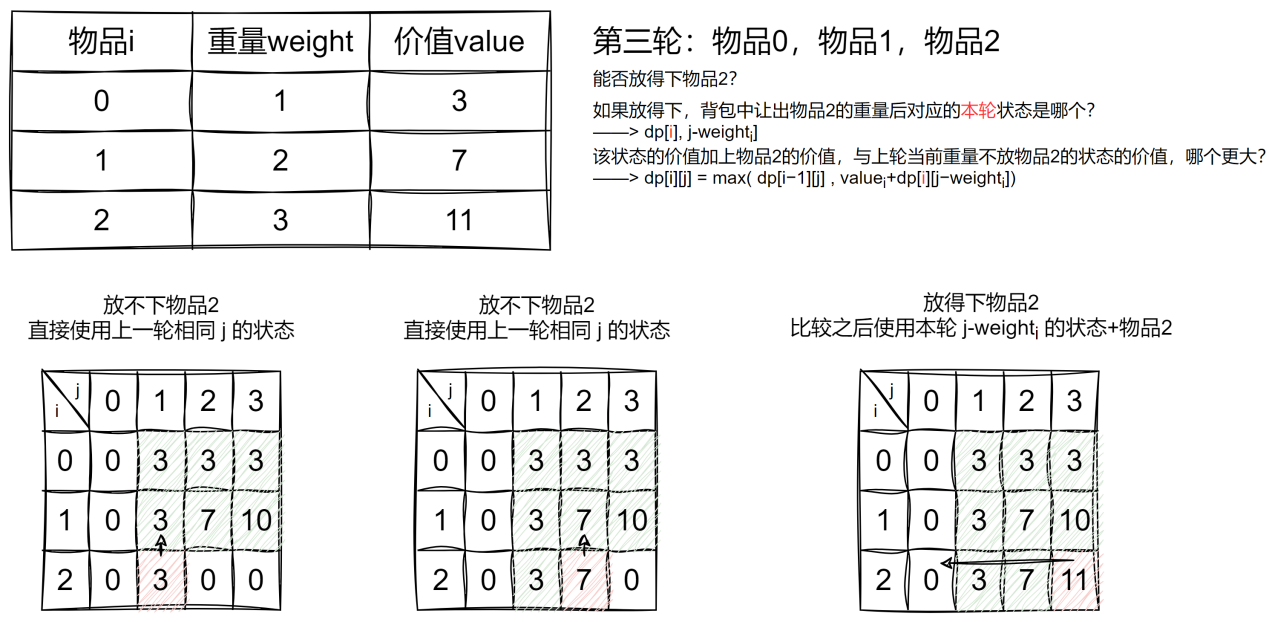 物品i 重量weight 价值value
0 1 3
1 2 7
2 3 11
第三轮：物品0，物品1，物品2
能否放得下物品2？
如果放得下，背包中让出物品2的重量后对应的本轮状态是哪个？
——> dp[i], j-weightᵢ]
该状态的价值加上物品2的价值，与上轮当前重量不放物品2的状态的价值，哪个更大？
——> dp[i][j] = max( dp[i−1][j] , valueᵢ+dp[i][j−weightᵢ])
放不下物品2
直接使用上一轮相同 j 的状态
j
i 0 1 2 3
0 0 3 3 3
1 0 3 7 10
2 0 3 0 0
放不下物品2
直接使用上一轮相同 j 的状态
j
i 0 1 2 3
0 0 3 3 3
1 0 3 7 10
2 0 3 7 0
放得下物品2
比较之后使用本轮 j-weightᵢ 的状态+物品2
j
i 0 1 2 3
0 0 3 3 3
1 0 3 7 10
2 0 3 7 11